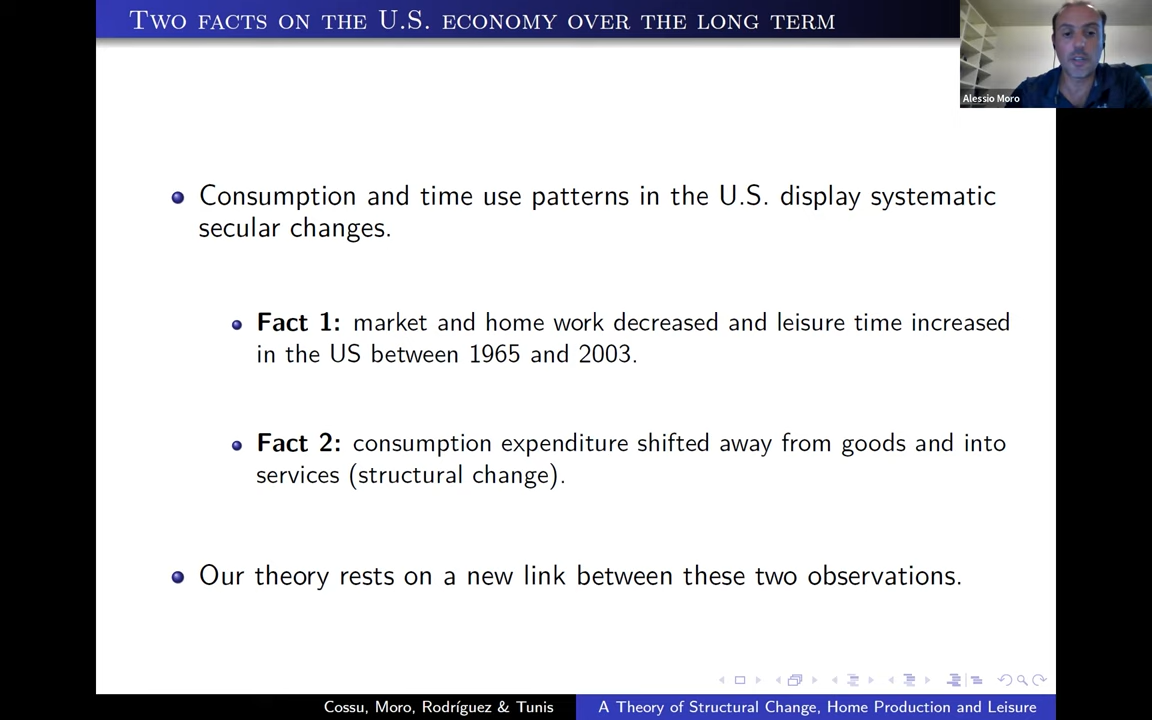 Two facts on the U.S. economy over the long term
Alessio Moro
Consumption and time use patterns in the U.S. display systematic
secular changes.
Fact 1: market and home work decreased and leisure time increased
in the US between 1965 and 2003.
Fact 2: consumption expenditure shifted away from goods and into
services (structural change).
Our theory rests on a new link between these two observations.
Cossu, Moro, Rodríguez & Tunis
A Theory of Structural Change, Home Production and Leisure